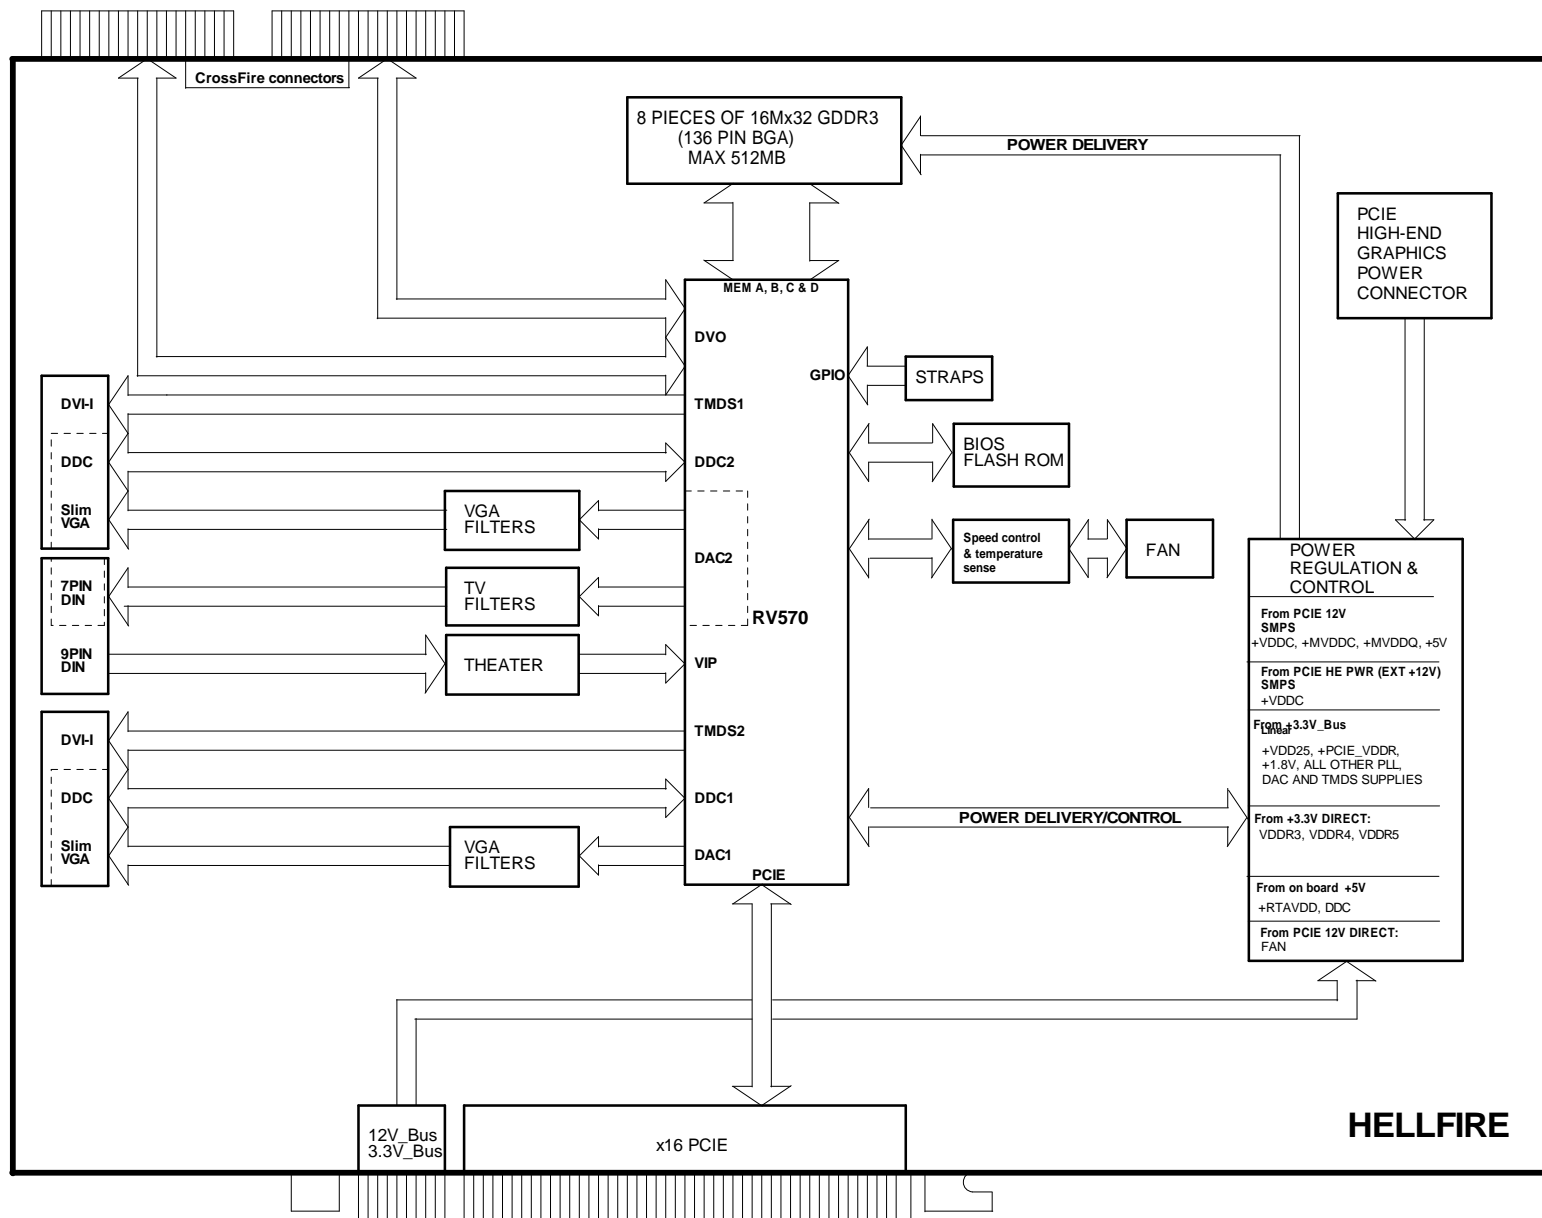 CrossFire connectors
8 PIECES OF 16Mx32 GDDR3
(136 PIN BGA)
MAX 512MB
POWER DELIVERY
PCIE
HIGH-END
GRAPHICS
POWER
CONNECTOR
MEM A, B, C & D
DVO
GPIO
STRAPS
DVI-I
TMDS1
BIOS
FLASH ROM
DDC
DDC2
Slim
VGA
VGA
FILTERS
DAC2
Speed control
& temperature
sense
FAN
7PIN
DIN
TV
FILTERS
RV570
9PIN
DIN
THEATER
VIP
DVI-I
TMDS2
DDC
DDC1
Slim
VGA
VGA
FILTERS
DAC1
PCIE
POWER DELIVERY/CONTROL
POWER
REGULATION &
CONTROL
From PCIE 12V
SMPS
+VDDC, +MVDDC, +MVDDQ, +5V
From PCIE HE PWR (EXT +12V)
SMPS
+VDDC
From +3.3V_Bus
Linear
+VDD25, +PCIE_VDDR,
+1.8V, ALL OTHER PLL,
DAC AND TMDS SUPPLIES
From +3.3V DIRECT:
VDDR3, VDDR4, VDDR5
From on board +5V
+RTAVDD, DDC
From PCIE 12V DIRECT:
FAN
12V_Bus
3.3V_Bus
x16 PCIE
HELLFIRE